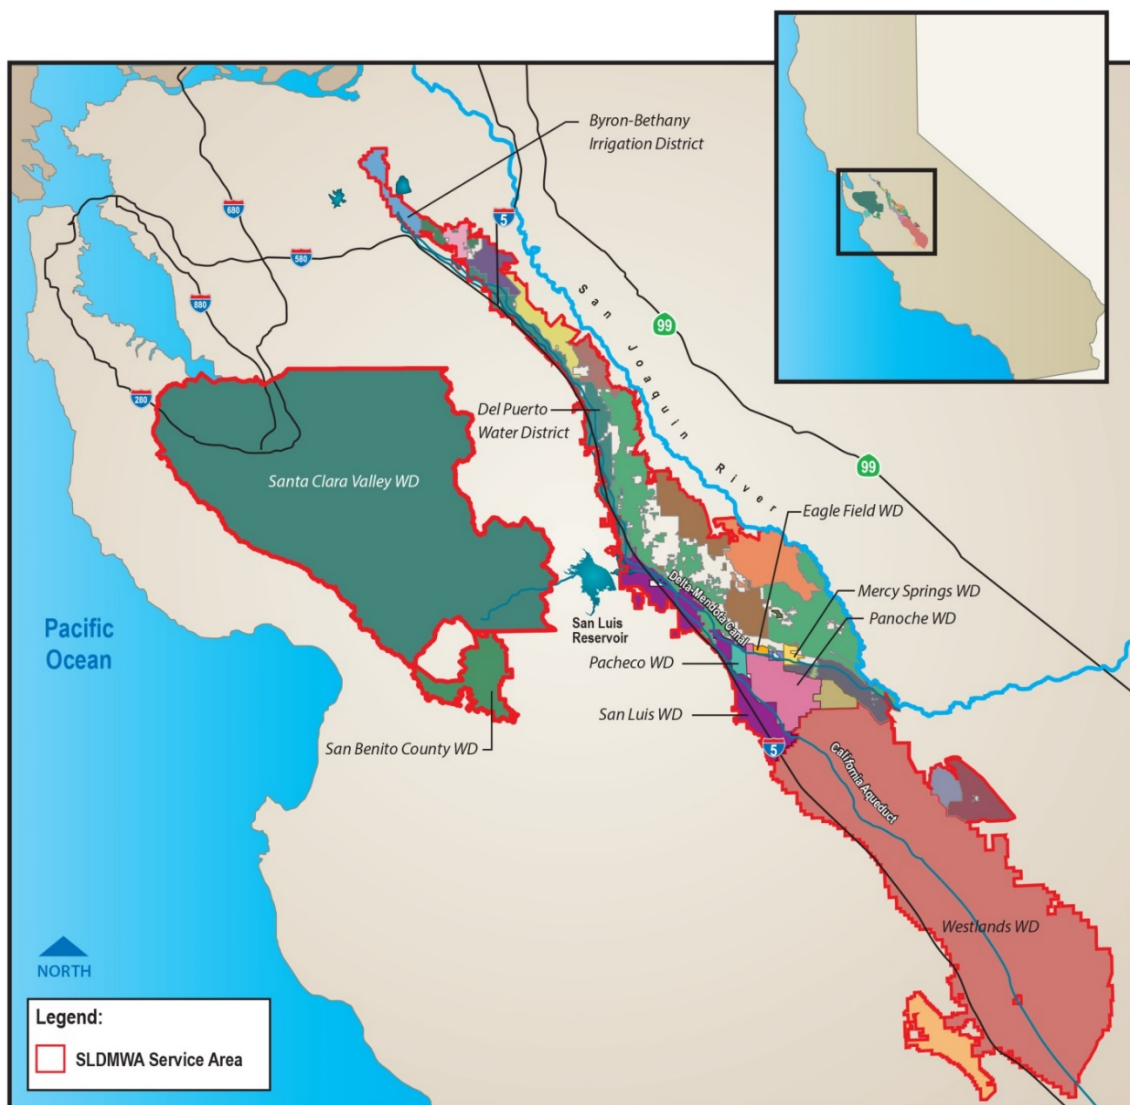 Byron-Bethany
Irrigation District
680
5
580
880
San Joaquin River
99
280
Del Puerto
Water District
99
Santa Clara Valley WD
Eagle Field WD
Delta-Mendota Canal
Mercy Springs WD
Panoche WD
San Luis
Reservoir
Pacific
Ocean
Pacheco WD
San Luis WD
San Benito County WD
5
California Aqueduct
Westlands WD
NORTH
Legend:
SLDMWA Service Area